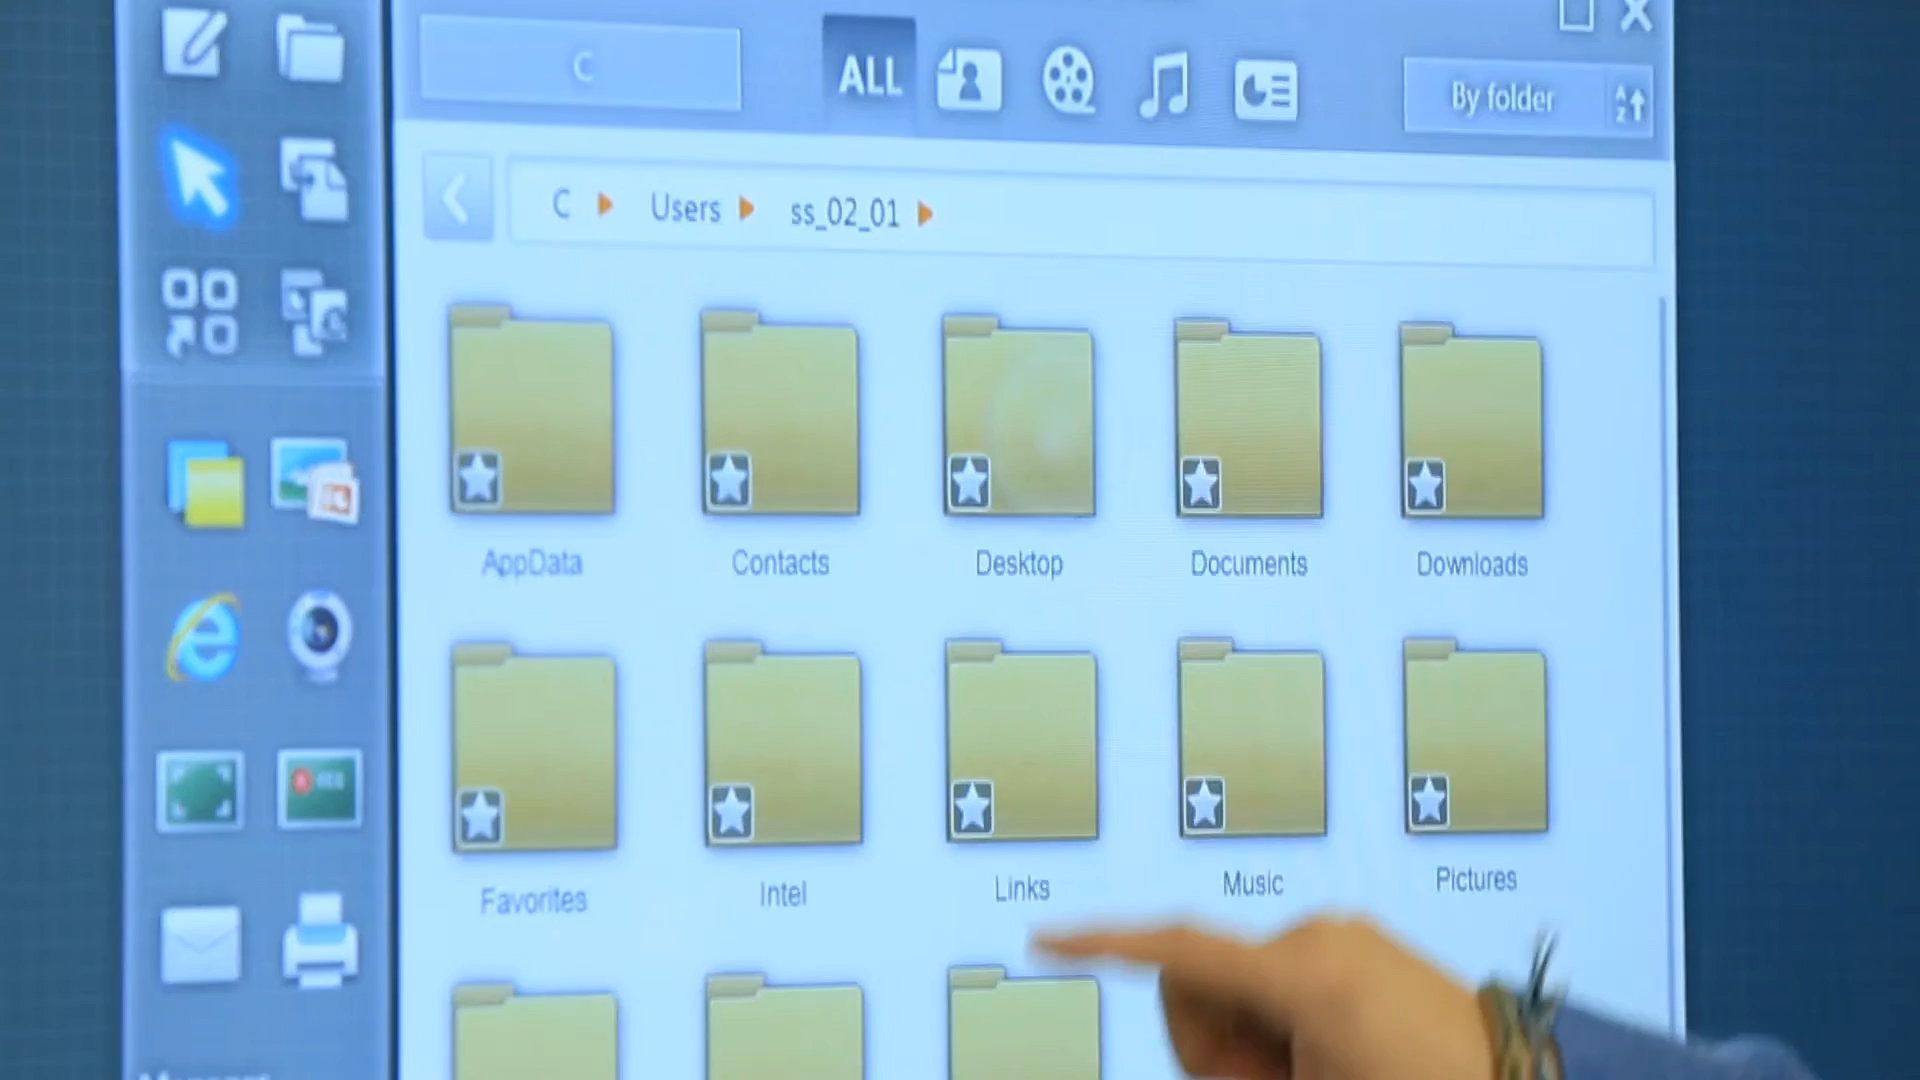 C
ALL
By folder
A
Z
C Users ss_02_01
AppData Contacts Desktop Documents Downloads
Favorites Intel Links Music Pictures